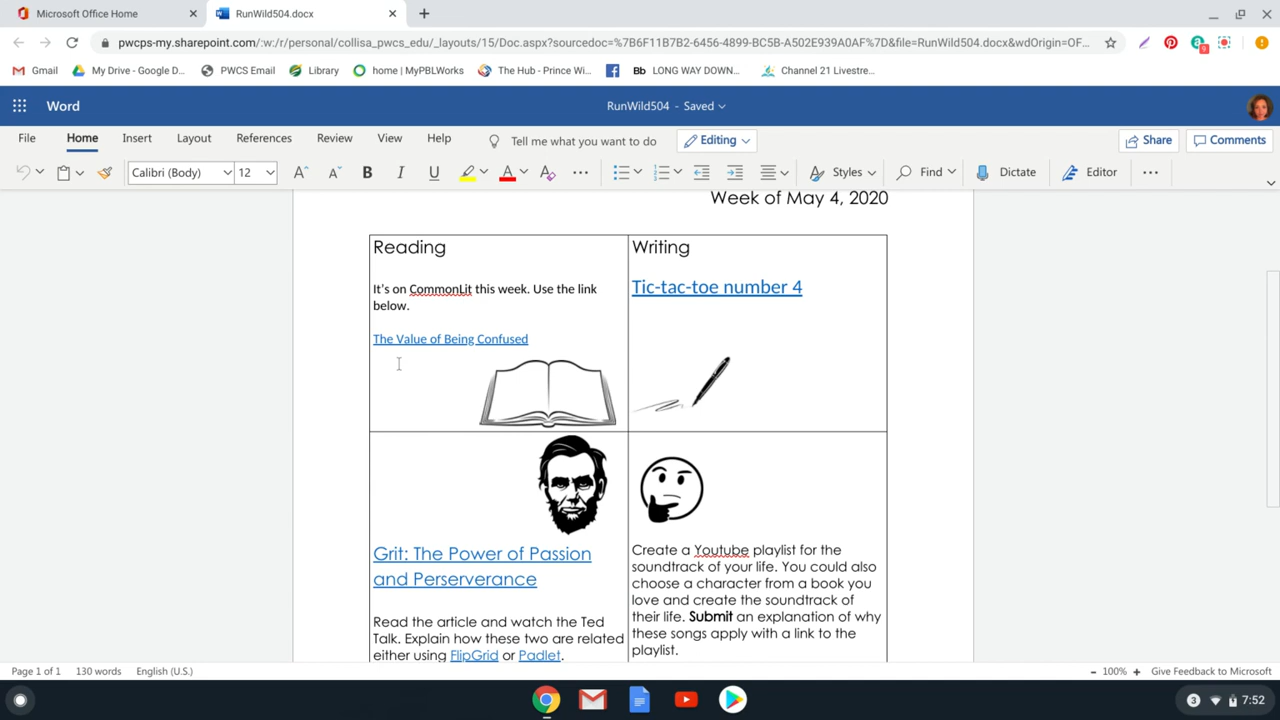 Microsoft Office Home
RunWild504.docx
pwcps-my.sharepoint.com/:w:/r/personal/collisa_pwcs_edu/_layouts/15/Doc.aspx?sourcedoc=%7B6F11B7B2-6456-4899-BC5B-A502E939A0AF%7D&file=RunWild504.docx&wdOrigin=OF...
Gmail
My Drive - Google D...
PWCS Email
Library
home | MyPBLWorks
The Hub - Prince Wi...
Bb LONG WAY DOWN...
Channel 21 Livestre...
Word
RunWild504 - Saved
File Home Insert Layout References Review View Help
Tell me what you want to do
Editing
Share
Comments
Calibri (Body)
12
B I U
A
Styles
Find
Dictate
Editor
Week of May 4, 2020
Reading
It's on CommonLit this week. Use the link
below.
The Value of Being Confused
Writing
Tic-tac-toe number 4
Grit: The Power of Passion
and Perserverance
Read the article and watch the Ted
Talk. Explain how these two are related
either using FlipGrid or Padlet.
Create a Youtube playlist for the
soundtrack of your life. You could also
choose a character from a book you
love and create the soundtrack of
their life. Submit an explanation of why
these songs apply with a link to the
playlist.
Page 1 of 1
130 words
English (U.S.)
- 100% +
Give Feedback to Microsoft
3
7:52